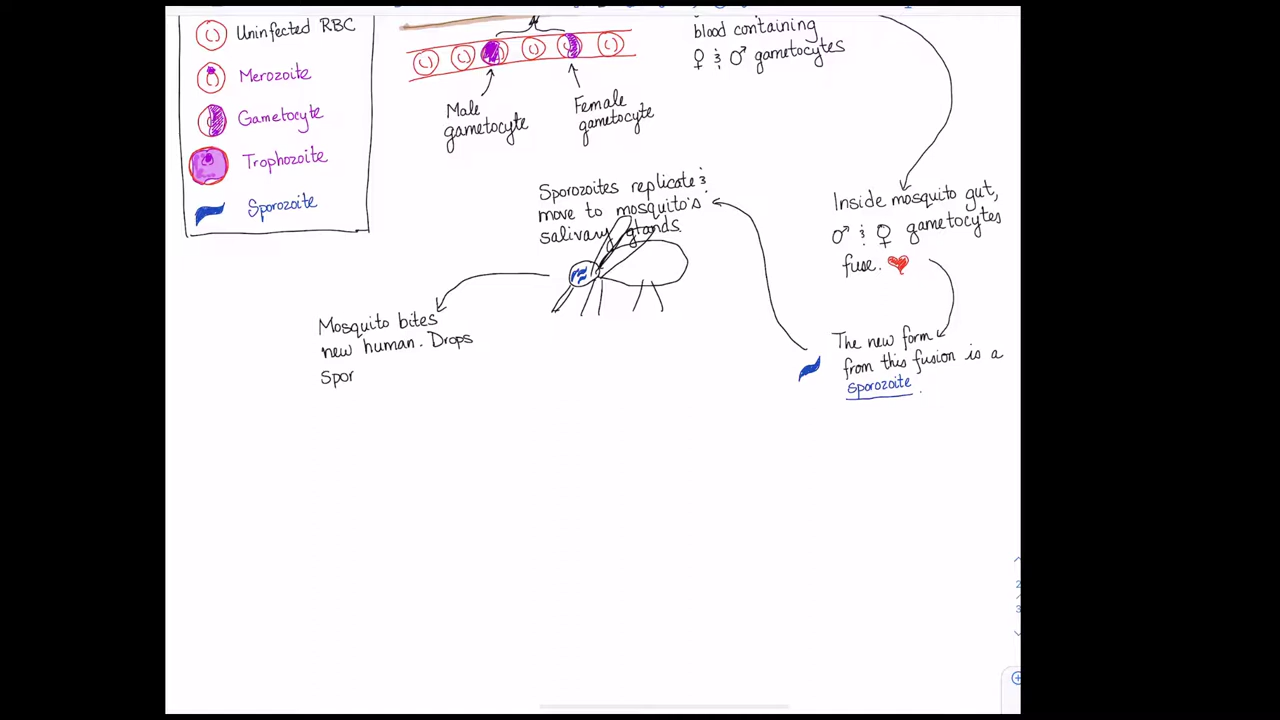 Uninfected RBC
Merozoite
Gametocyte
Trophozoite
Sporozoite
Male
gametocyte
Female
gametocyte
blood containing
♀ & ♂ gametocytes
Inside mosquito gut,
♂ & ♀ gametocytes
fuse.
The new form
from this fusion is a
sporozoite.
Sporozoites replicate &
move to mosquito's
salivary glands.
Mosquito bites
new human. Drops
Spor
2
3